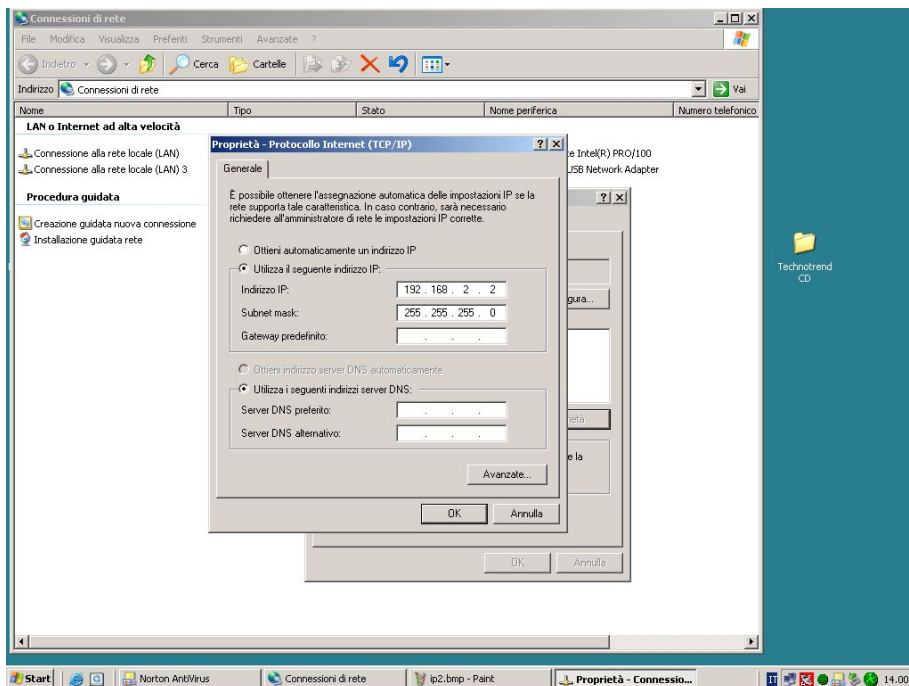 Connessioni di rete
File Modifica Visualizza Preferiti Strumenti Avanzate ?
Indietro Cerca Cartelle
Indirizzo Connessioni di rete Vai
Nome Tipo Stato Nome periferica Numero telefonico
LAN o Internet ad alta velocità
Connessione alla rete locale (LAN)
Connessione alla rete locale (LAN) 3
Procedura guidata
Creazione guidata nuova connessione
Installazione guidata rete
te Intel(R) PRO/100
USB Network Adapter
Proprietà - Protocollo Internet (TCP/IP)
Generale
È possibile ottenere l'assegnazione automatica delle impostazioni IP se la
rete supporta tale caratteristica. In caso contrario, sarà necessario
richiedere all'amministratore di rete le impostazioni IP corrette.
Ottieni automaticamente un indirizzo IP
Utilizza il seguente indirizzo IP:
Indirizzo IP: 192 . 168 . 2 . 2
Subnet mask: 255 . 255 . 255 . 0
Gateway predefinito: . . .
Ottieni indirizzo server DNS automaticamente
Utilizza i seguenti indirizzi server DNS:
Server DNS preferito: . . .
Server DNS alternativo: . . .
Avanzate...
OK Annulla
gura...
ietà
e la
OK Annulla
Technotrend
CD
Start Norton AntiVirus Connessioni di rete ip2.bmp - Paint Proprietà - Connessio... IT 14.00